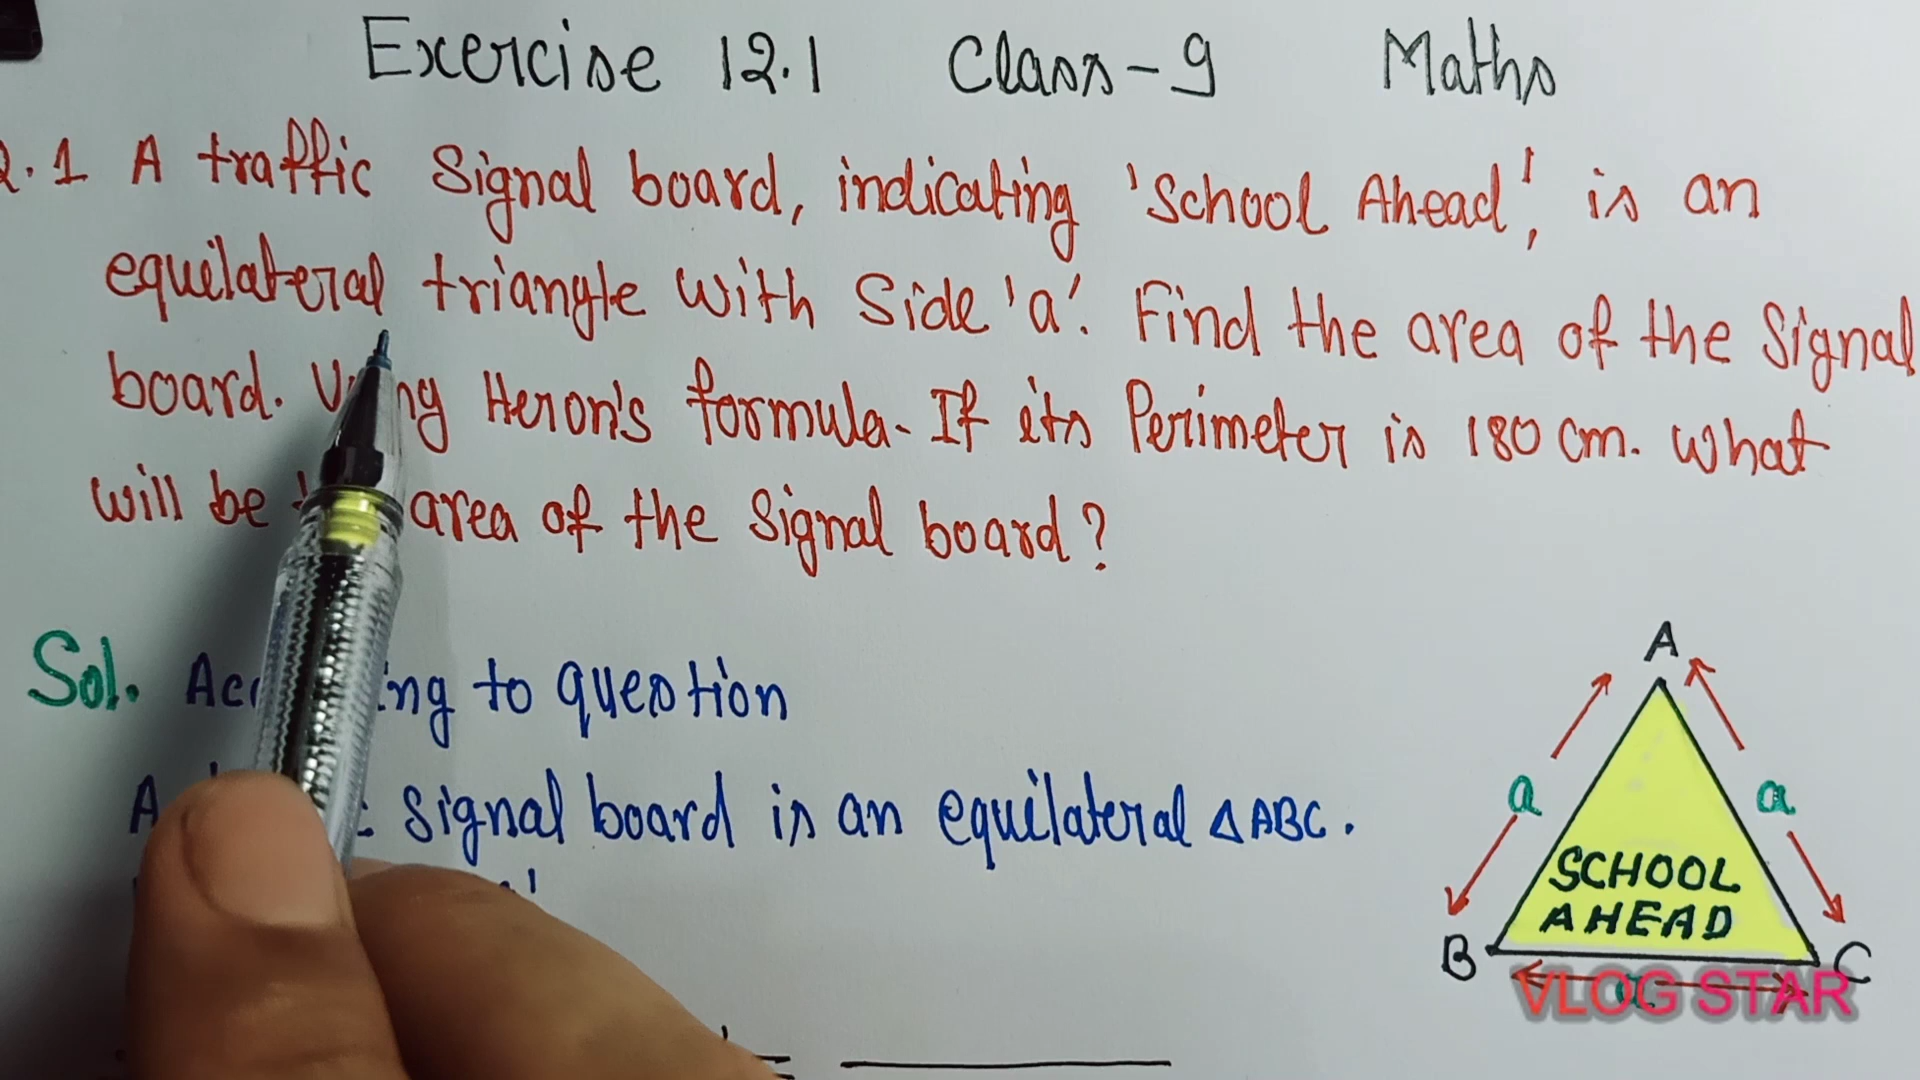 Exercise 12.1 Class-9 Maths
.1 A traffic Signal board, indicating 'School Ahead', is an
equilateral triangle with Side 'a'. Find the area of the Signal
board. Heron's formula. If its Perimeter is 180 cm. what
will be area of the Signal board?
Sol. to question
Signal board is an equilateral ΔABC.
A
a a
SCHOOL
AHEAD
B C
VLOG STAR